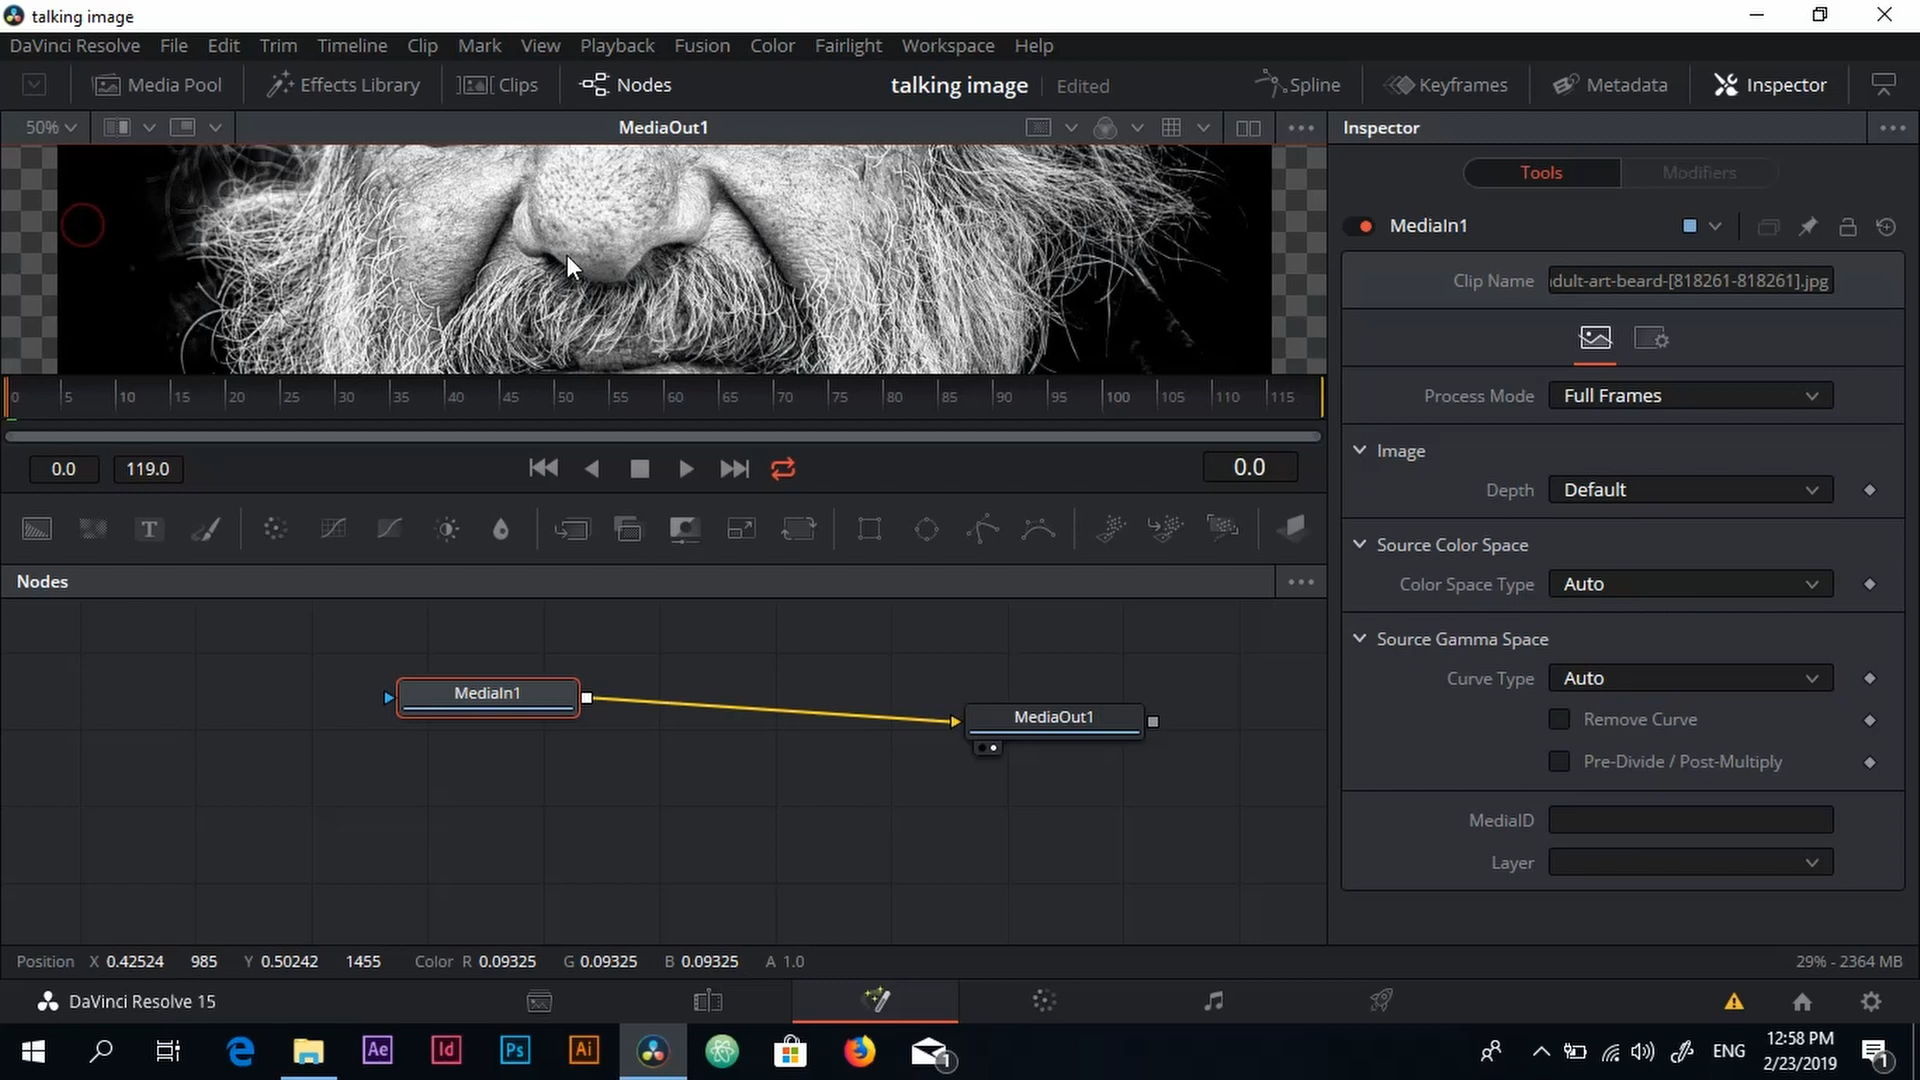 talking image
DaVinci Resolve File Edit Trim Timeline Clip Mark View Playback Fusion Color Fairlight Workspace Help
Media Pool Effects Library Clips Nodes talking image Edited Spline Keyframes Metadata Inspector
50% MediaOut1 Inspector
Tools Modifiers
MediaIn1
Clip Name dult-art-beard-[818261-818261].jpg
Process Mode Full Frames
0 5 10 15 20 25 30 35 40 45 50 55 60 65 70 75 80 85 90 95 100 105 110 115
Image
0.0 119.0 0.0
Depth Default
T
Source Color Space
Nodes
Color Space Type Auto
Source Gamma Space
Curve Type Auto
MediaIn1
MediaOut1
Remove Curve
Pre-Divide / Post-Multiply
MediaID
Layer
Position X 0.42524 985 Y 0.50242 1455 Color R 0.09325 G 0.09325 B 0.09325 A 1.0 29% - 2364 MB
DaVinci Resolve 15
Ae Id Ps Ai 1 ENG 12:58 PM 1
2/23/2019